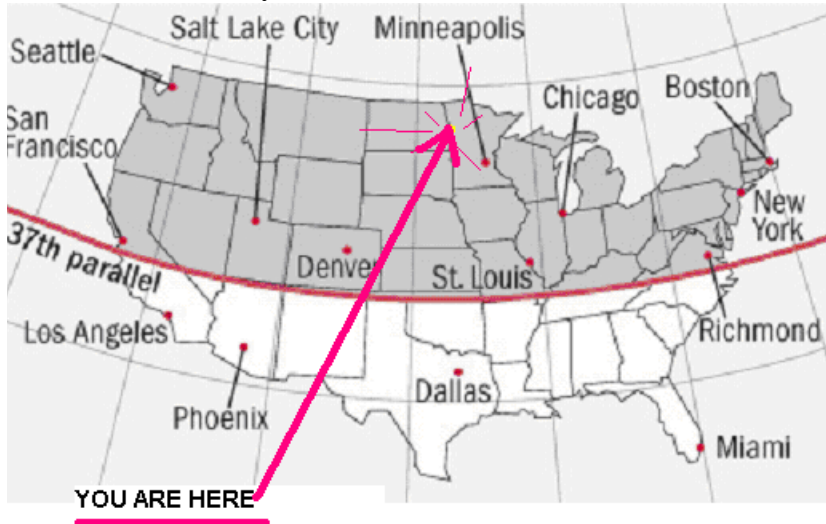 Salt Lake City
Minneapolis
Seattle
Chicago
Boston
San
Francisco
New
York
37th parallel
Denver
St. Louis
Los Angeles
Richmond
Dallas
Phoenix
Miami
YOU ARE HERE